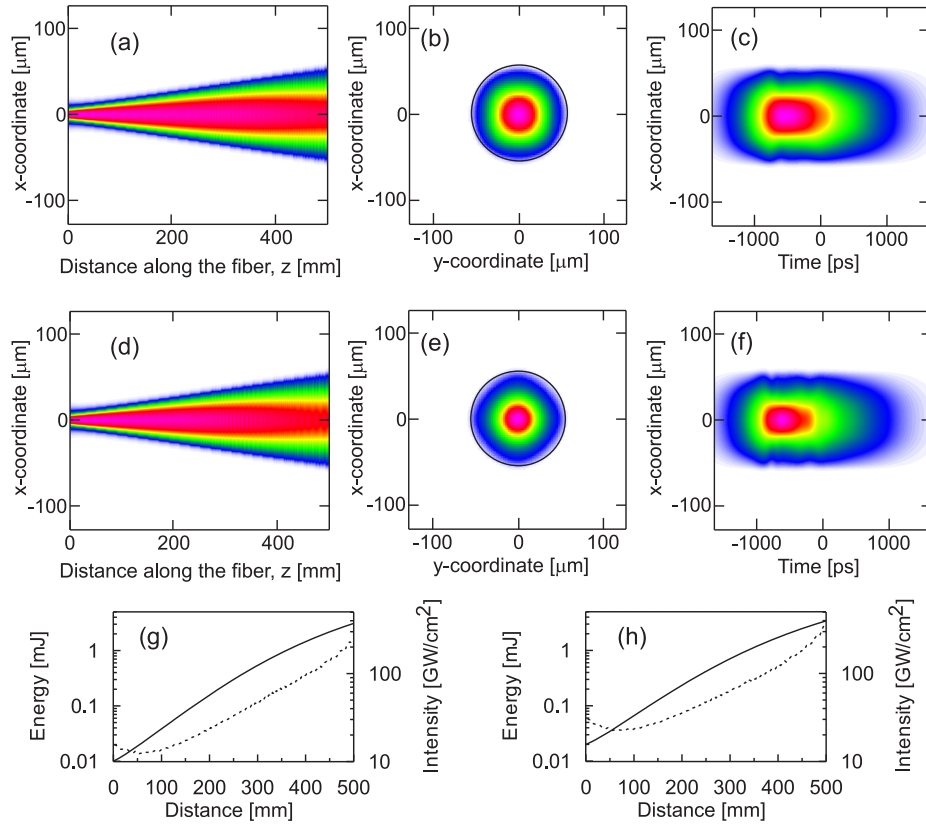 (a)
100
0
-100
x-coordinate [μm]
0
200
400
Distance along the fiber, z [mm]
(b)
100
0
-100
x-coordinate [μm]
-100
0
100
y-coordinate [μm]
(c)
100
0
-100
x-coordinate [μm]
-1000
0
1000
Time [ps]
(d)
100
0
-100
x-coordinate [μm]
0
200
400
Distance along the fiber, z [mm]
(e)
100
0
-100
x-coordinate [μm]
-100
0
100
y-coordinate [μm]
(f)
100
0
-100
x-coordinate [μm]
-1000
0
1000
Time [ps]
(g)
1
0.1
0.01
Energy [mJ]
100
10
Intensity [GW/cm²]
0 100 200 300 400 500
Distance [mm]
(h)
1
0.1
0.01
Energy [mJ]
100
10
Intensity [GW/cm²]
0 100 200 300 400 500
Distance [mm]